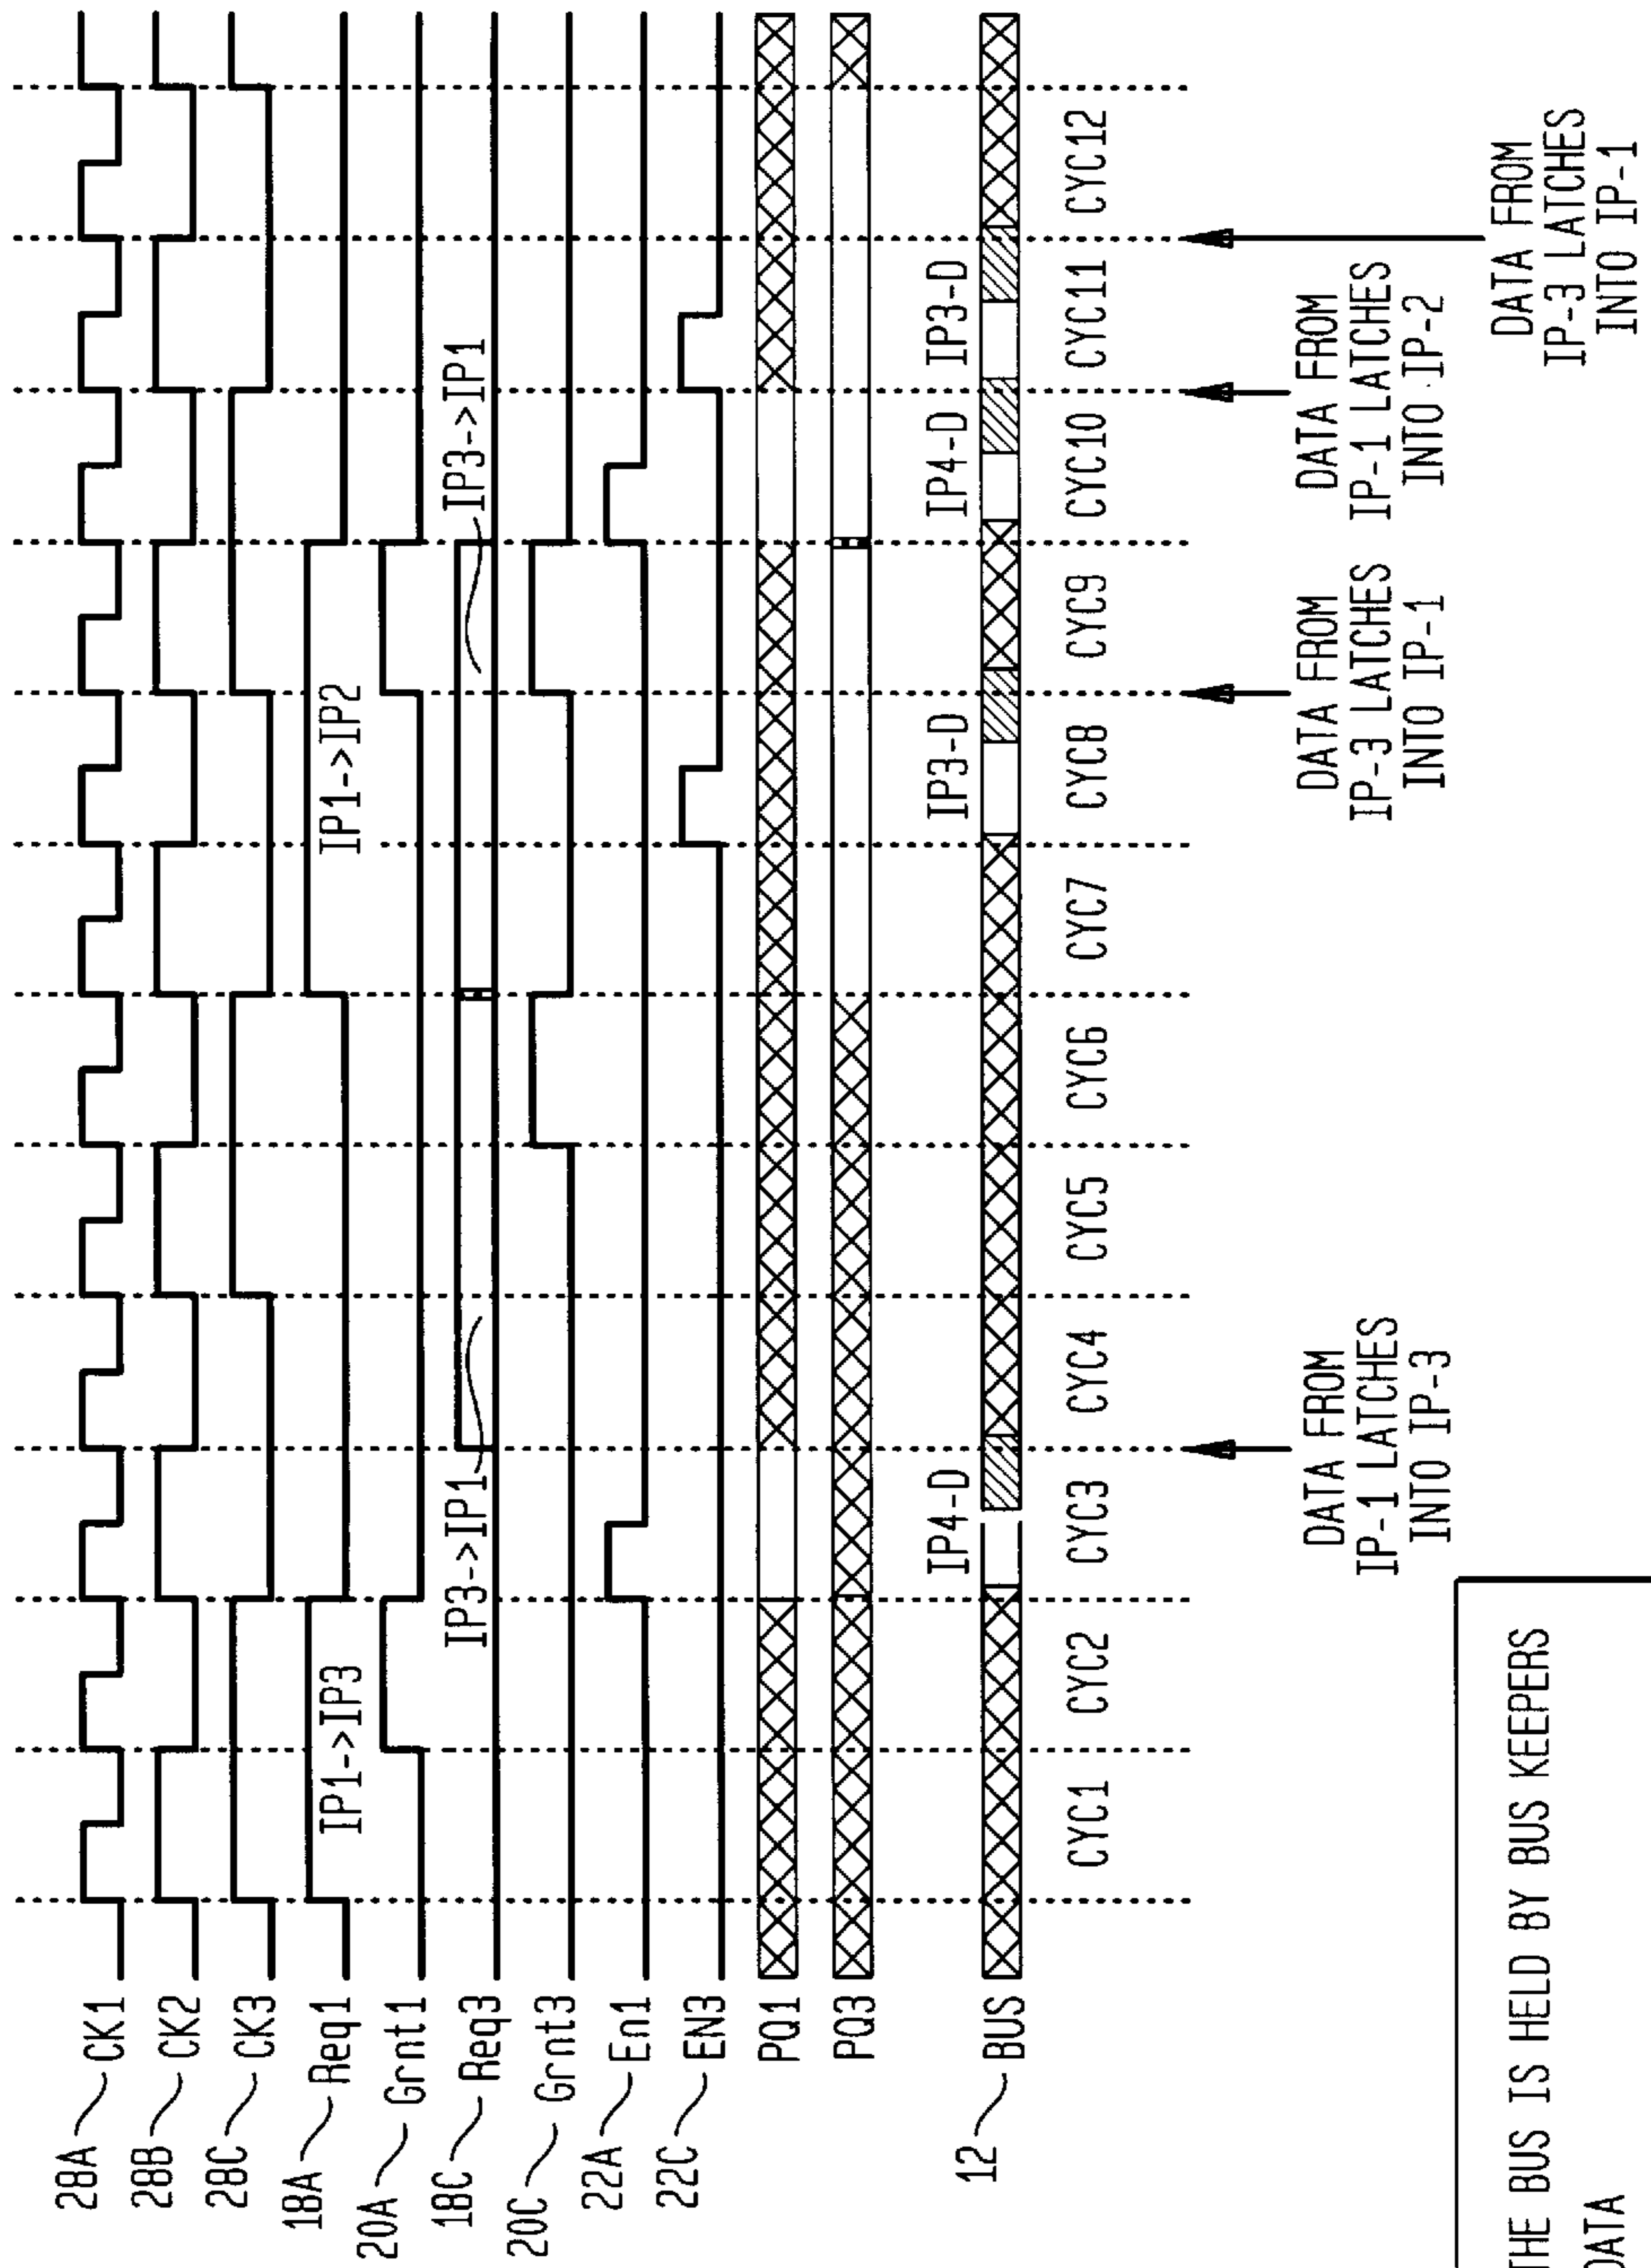 28A CK1
28B CK2
28C CK3
18A Req1
20A Grnt1
18C Req3
20C Grnt3
22A En1
22C EN3
PQ1
PQ3
12 BUS
IP1->IP3
IP1->IP2
IP3->IP1
IP3->IP1
IP4-D
IP3-D
IP4-D
IP3-D
CYC1
CYC2
CYC3
CYC4
CYC5
CYC6
CYC7
CYC8
CYC9
CYC10
CYC11
CYC12
DATA FROM
IP-1 LATCHES
INTO IP-3
DATA FROM
IP-3 LATCHES
INTO IP-1
DATA FROM
IP-1 LATCHES
INTO IP-2
DATA FROM
IP-3 LATCHES
INTO IP-1
THE BUS IS HELD BY BUS KEEPERS
DATA